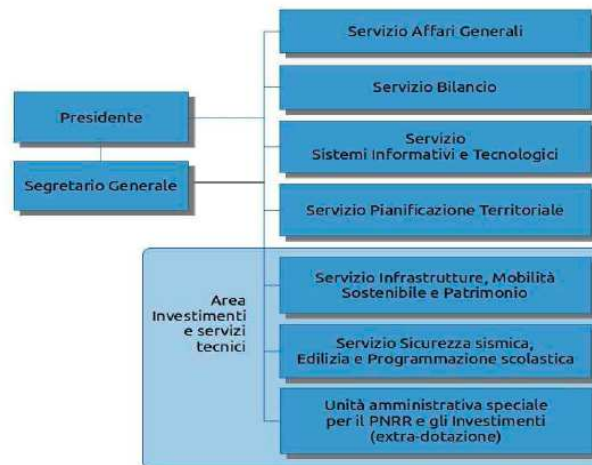 Servizio Affari Generali
Servizio Bilancio
Presidente
Servizio
Sistemi Informativi e Tecnologici
Segretario Generale
Servizio Pianificazione Territoriale
Area
Investimenti
e servizi
tecnici
Servizio Infrastrutture, Mobilità
Sostenibile e Patrimonio
Servizio Sicurezza sismica,
Edilizia e Programmazione scolastica
Unità amministrativa speciale
per il PNRR e gli Investimenti
(extra-dotazione)